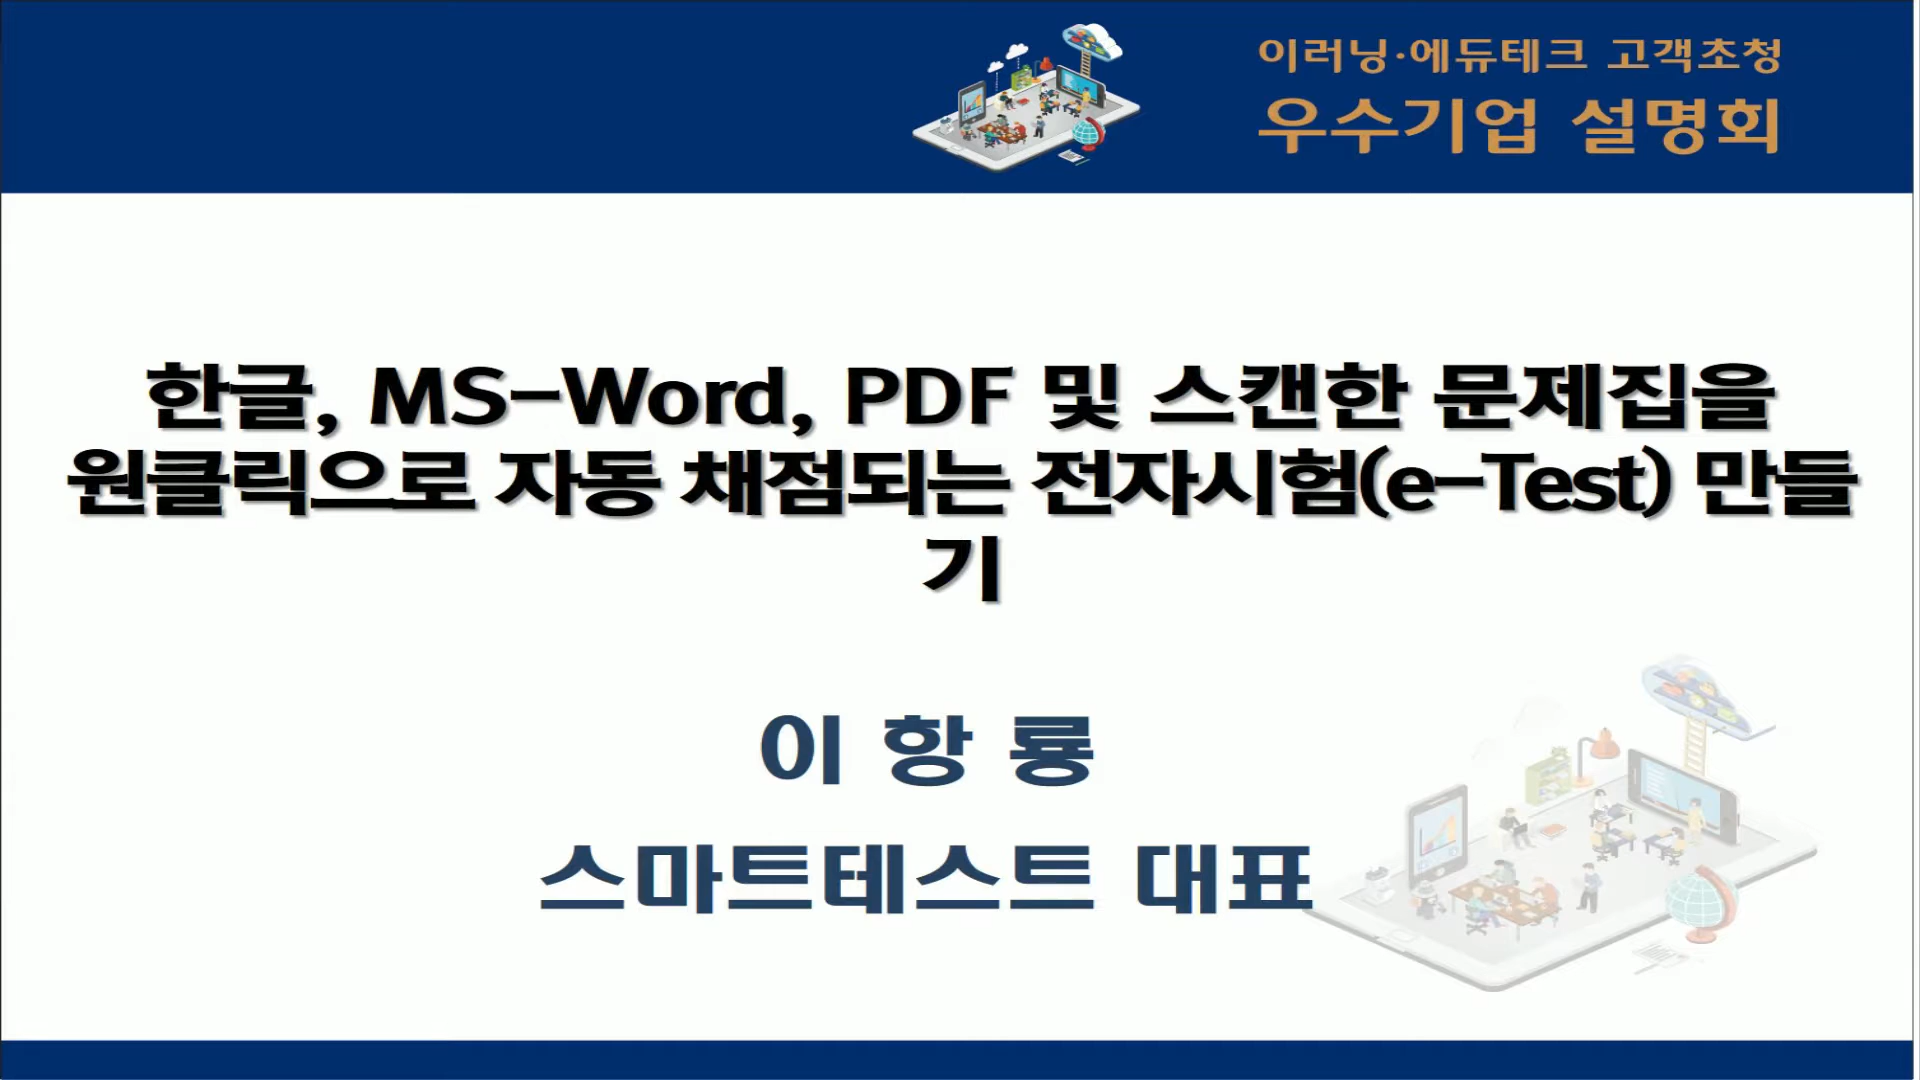 이러닝·에듀테크 고객초청
우수기업 설명회
한글, MS-Word, PDF 및 스캔한 문제집을
원클릭으로 자동 채점되는 전자시험(e-Test) 만들
기
이 항 룡
스마트테스트 대표